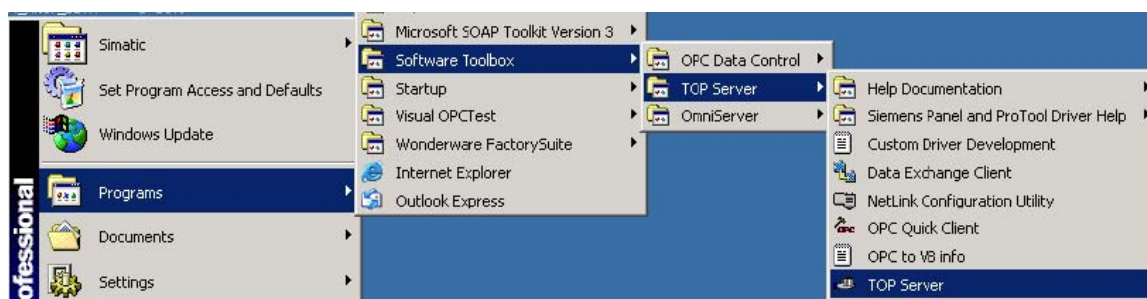 ofessional
Simatic
Set Program Access and Defaults
Windows Update
Programs
Documents
Settings
Microsoft SOAP Toolkit Version 3
Software Toolbox
Startup
Visual OPCTest
Wonderware FactorySuite
Internet Explorer
Outlook Express
OPC Data Control
TOP Server
OmniServer
Help Documentation
Siemens Panel and ProTool Driver Help
Custom Driver Development
Data Exchange Client
NetLink Configuration Utility
OPC Quick Client
OPC to VB info
TOP Server